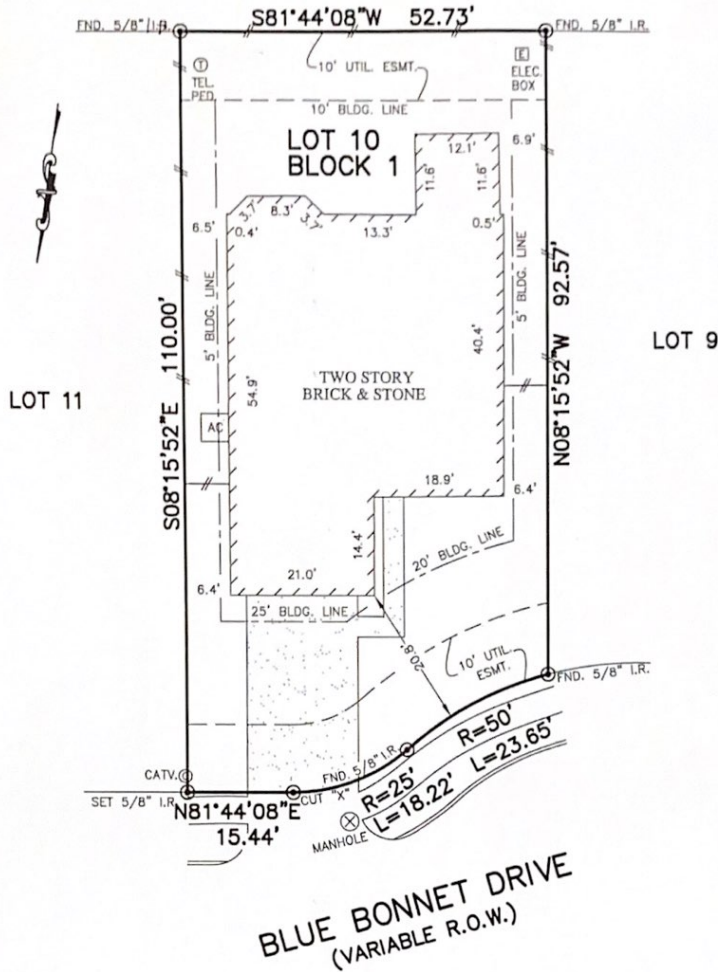 S81°44'08"W 52.73'
FND. 5/8" I.R.
FND. 5/8" I.R.
T
TEL.
PED.
10' UTIL. ESMT.
E
ELEC.
BOX
10' BLDG. LINE
LOT 10
BLOCK 1
12.1'
6.9'
11.6'
11.6'
3.7'
8.3'
3.7'
6.5'
0.4'
13.3'
0.5'
5' BLDG. LINE
5' BLDG. LINE
S08°15'52"E 110.00'
N08°15'52"W 92.57'
40.4'
LOT 9
LOT 11
54.9'
TWO STORY
BRICK & STONE
AC
18.9'
6.4'
14.4'
20' BLDG. LINE
6.4'
21.0'
25' BLDG. LINE
20.8'
10' UTIL.
ESMT.
FND. 5/8" I.R.
FND. 5/8" I.R.
R=50'
L=23.65'
CATV.
SET 5/8" I.R.
CUT "X"
R=25'
L=18.22'
N81°44'08"E
15.44'
MANHOLE
BLUE BONNET DRIVE
(VARIABLE R.O.W.)